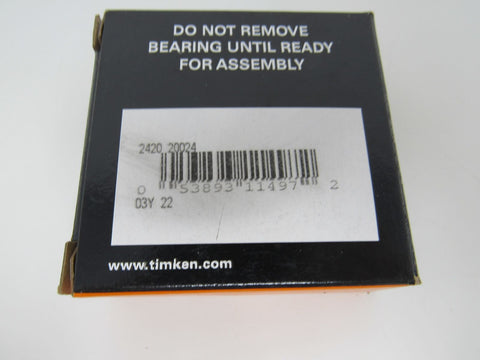 DO NOT REMOVE
BEARING UNTIL READY
FOR ASSEMBLY
2420 20024
0 53893 11497 2
03Y 22
www.timken.com